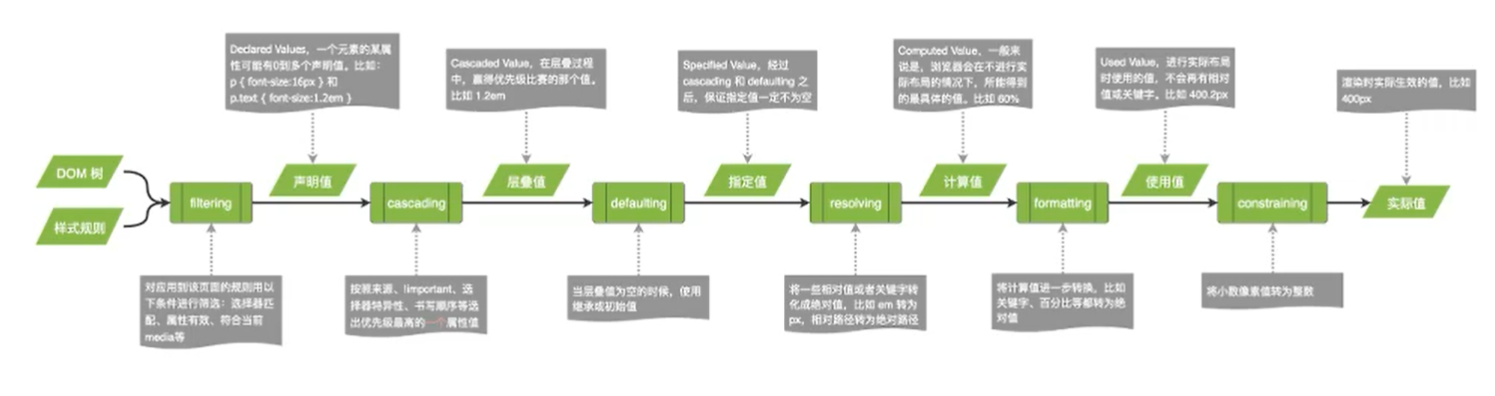 Declared Values，一个元素的某属
性可能有0到多个声明值。比如：
p { font-size:16px } 和
p.text { font-size:1.2em }
Cascaded Value，在层叠过程
中，赢得优先级比赛的那个值。
比如 1.2em
Specified Value，经过
cascading 和 defaulting 之
后，保证指定值一定不为空
Computed Value，一般来
说是，浏览器会在不进行实
际布局的情况下，所能得到
的最具体的值。比如 60%
Used Value，进行实际布局
时使用的值，不会再有相对
值或关键字。比如 400.2px
渲染时实际生效的值，比如
400px
DOM 树
样式规则
filtering
声明值
cascading
层叠值
defaulting
指定值
resolving
计算值
formatting
使用值
constraining
实际值
对应用到该页面的规则用以
下条件进行筛选：选择器匹
配、属性有效、符合当前
media等
按照来源、!important、选
择器特异性、书写顺序等选
出优先级最高的一个属性值
当层叠值为空的时候，使用
继承或初始值
将一些相对值或者关键字转
化成绝对值，比如 em 转为
px，相对路径转为绝对路径
将计算值进一步转换，比如
关键字、百分比等都转为绝
对值
将小数像素值转为整数